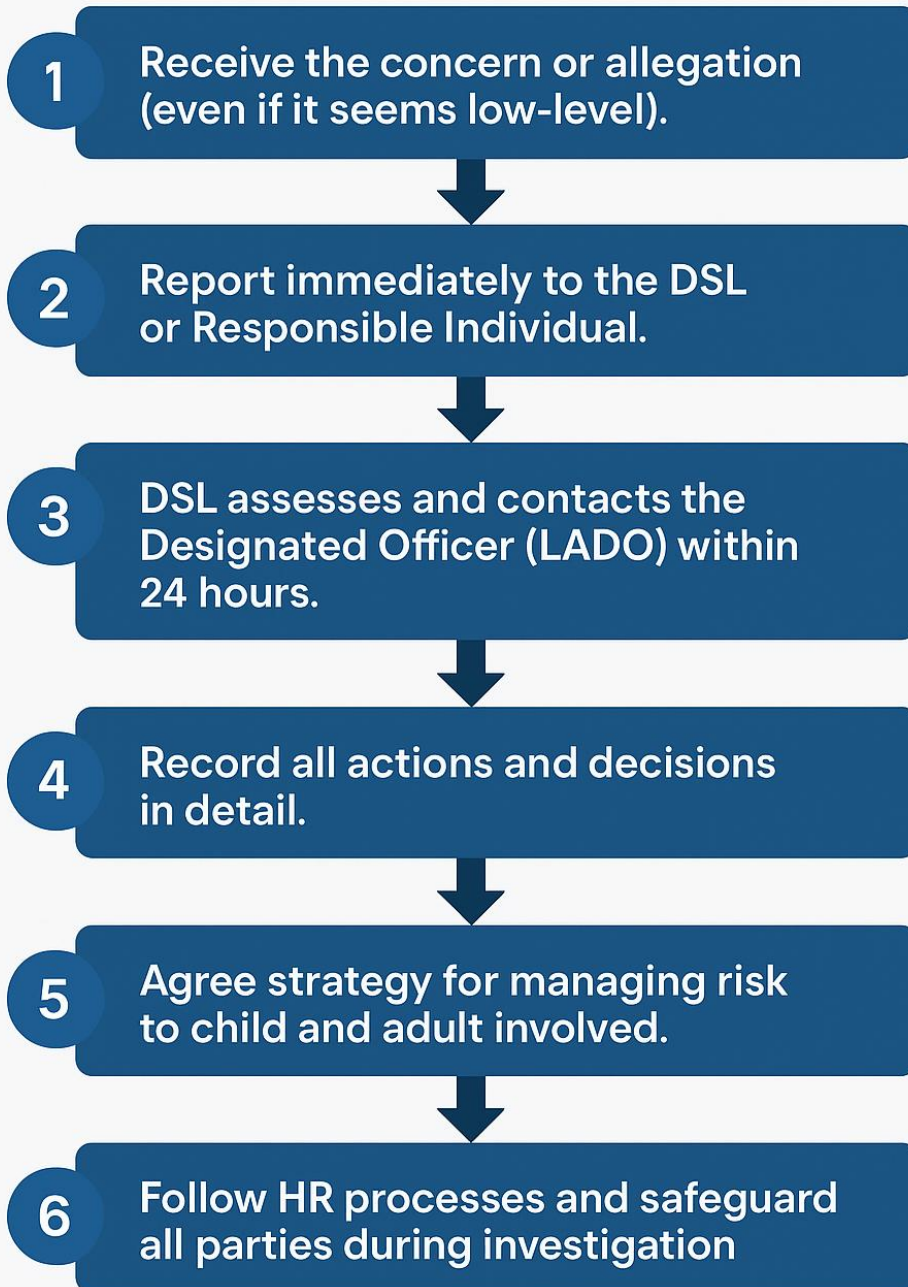 1
Receive the concern or allegation
(even if it seems low-level).
2
Report immediately to the DSL
or Responsible Individual.
3
DSL assesses and contacts the
Designated Officer (LADO) within
24 hours.
4
Record all actions and decisions
in detail.
5
Agree strategy for managing risk
to child and adult involved.
6
Follow HR processes and safeguard
all parties during investigation